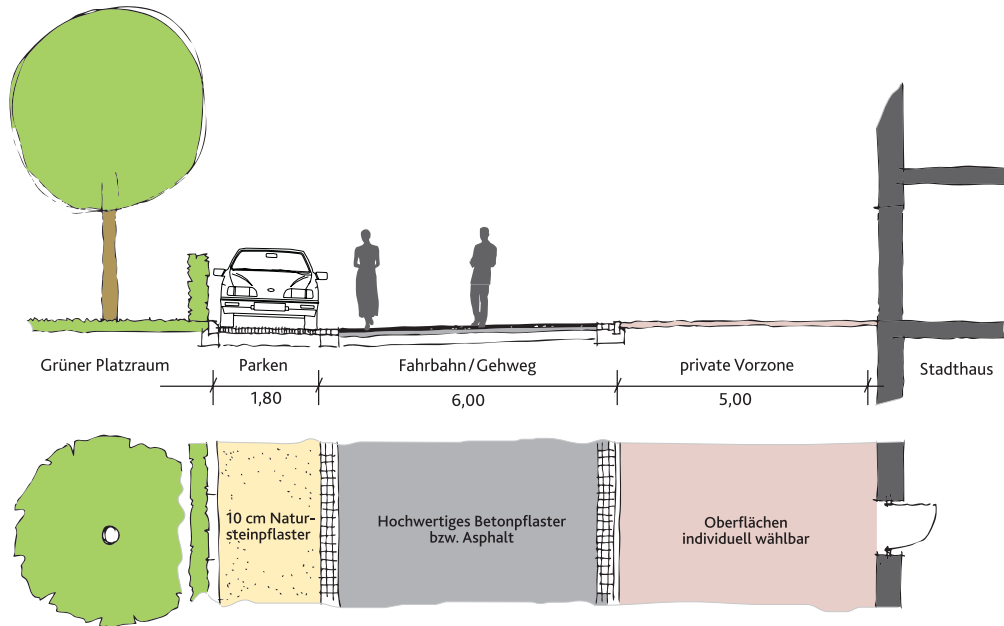 Grüner Platzraum
Parken
Fahrbahn/Gehweg
private Vorzone
Stadthaus
1,80
6,00
5,00
10 cm Natur-
steinpflaster
Hochwertiges Betonpflaster
bzw. Asphalt
Oberflächen
individuell wählbar